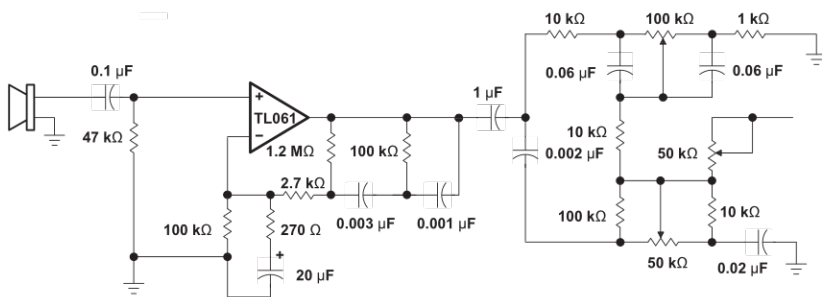 10 kΩ 100 kΩ 1 kΩ
0.1 µF
0.06 µF 0.06 µF
1 µF
+
TL061
−
47 kΩ
1.2 MΩ
100 kΩ
10 kΩ
0.002 µF
50 kΩ
2.7 kΩ
0.003 µF
0.001 µF
100 kΩ
270 Ω
100 kΩ
10 kΩ
+
20 µF
50 kΩ
0.02 µF